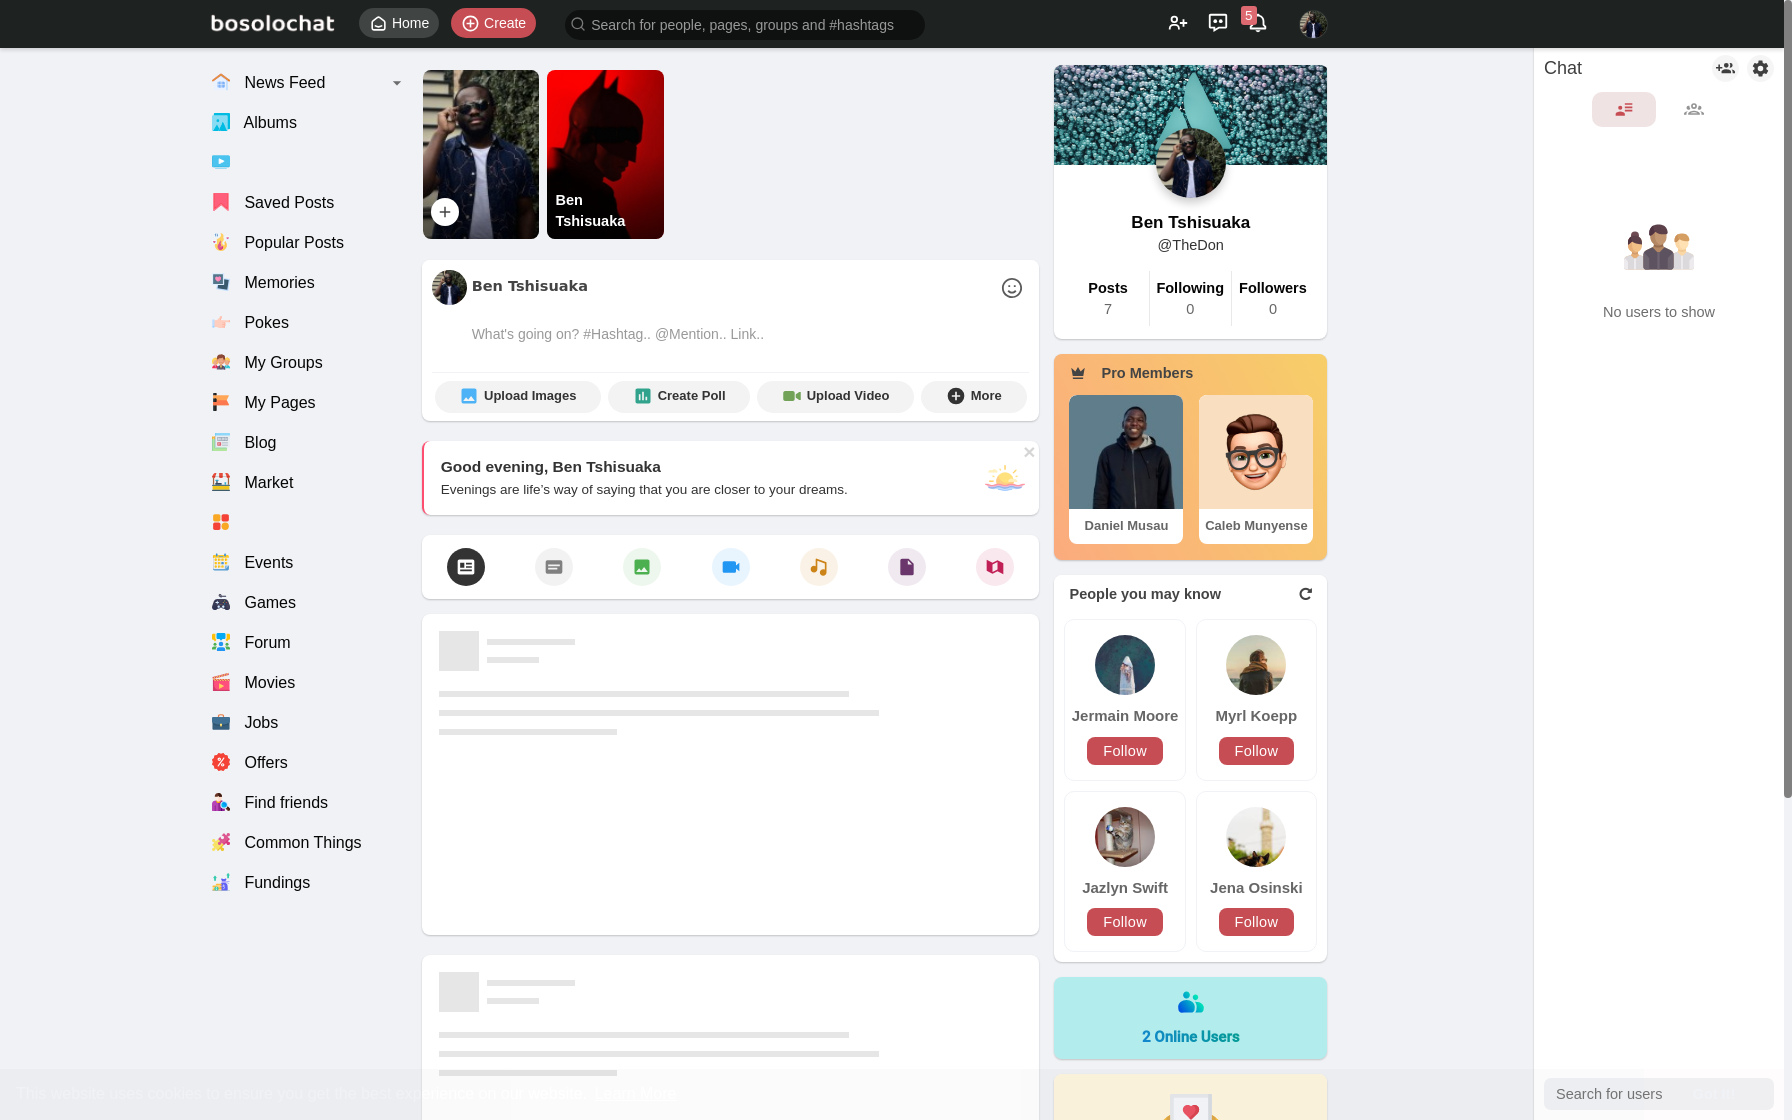 bosolochat
Home
Create
Search for people, pages, groups and #hashtags
5
News Feed
Albums
Saved Posts
Popular Posts
Memories
Pokes
My Groups
My Pages
Blog
Market
Events
Games
Forum
Movies
Jobs
Offers
Find friends
Common Things
Fundings
Ben
Tshisuaka
Ben Tshisuaka
What's going on? #Hashtag.. @Mention.. Link..
Upload Images
Create Poll
Upload Video
More
Good evening, Ben Tshisuaka
Evenings are life’s way of saying that you are closer to your dreams.
Ben Tshisuaka
@TheDon
Posts
7
Following
0
Followers
0
Pro Members
Daniel Musau
Caleb Munyense
People you may know
Jermain Moore
Follow
Myrl Koepp
Follow
Jazlyn Swift
Follow
Jena Osinski
Follow
2 Online Users
Chat
No users to show
Search for users
This website uses cookies to ensure you get the best experience on our website. Learn More